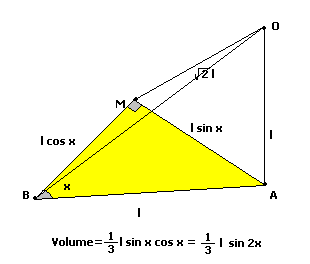 O
√2 l
M
l cos x
l sin x
l
B
x
A
l
Volume=1/3 l sin x cos x = 1/3 l sin 2x